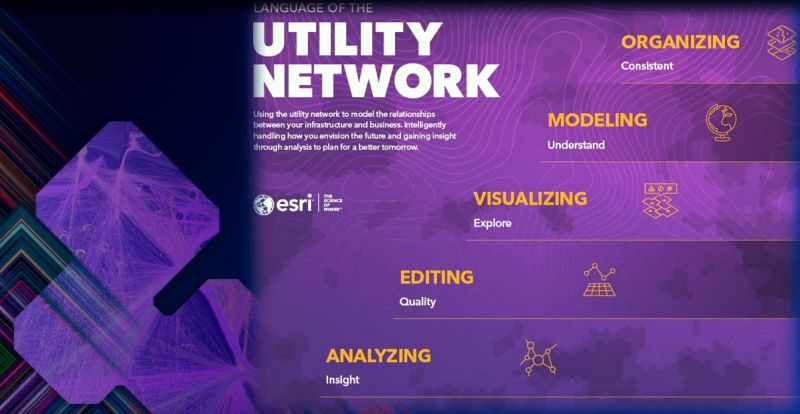 LANGUAGE OF THE
UTILITY
NETWORK
Using the utility network to model the relationships
between your infrastructure and business. Intelligently
handling how you envision the future and gaining insight
through analysis to plan for a better tomorrow.
esri
THE
SCIENCE
OF
WHERE™
ORGANIZING
Consistent
MODELING
Understand
VISUALIZING
Explore
EDITING
Quality
ANALYZING
Insight